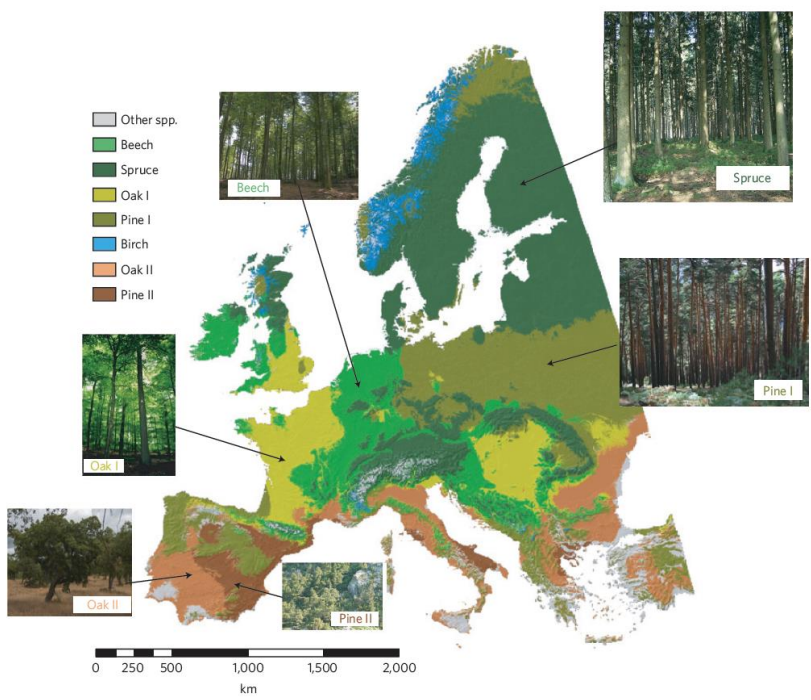 Other spp.
Beech
Spruce
Oak I
Pine I
Birch
Oak II
Pine II
Beech
Spruce
Pine I
Oak I
Oak II
Pine II
0 250 500 1,000 1,500 2,000
km